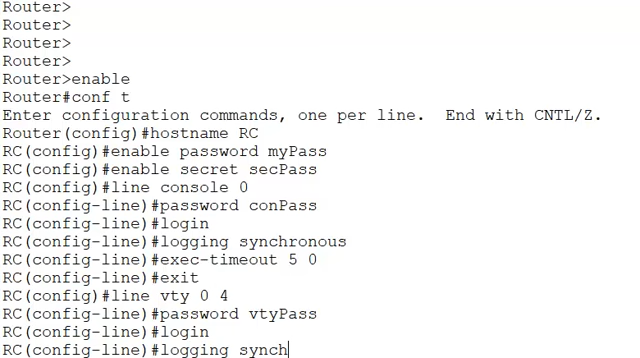 Router>
Router>
Router>
Router>
Router>enable
Router#conf t
Enter configuration commands, one per line.  End with CNTL/Z.
Router(config)#hostname RC
RC(config)#enable password myPass
RC(config)#enable secret secPass
RC(config)#line console 0
RC(config-line)#password conPass
RC(config-line)#login
RC(config-line)#logging synchronous
RC(config-line)#exec-timeout 5 0
RC(config-line)#exit
RC(config)#line vty 0 4
RC(config-line)#password vtyPass
RC(config-line)#login
RC(config-line)#logging synch